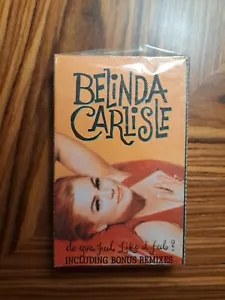 BELINDA
CARLISLE
do you feel like I feel?
INCLUDING BONUS REMIXES